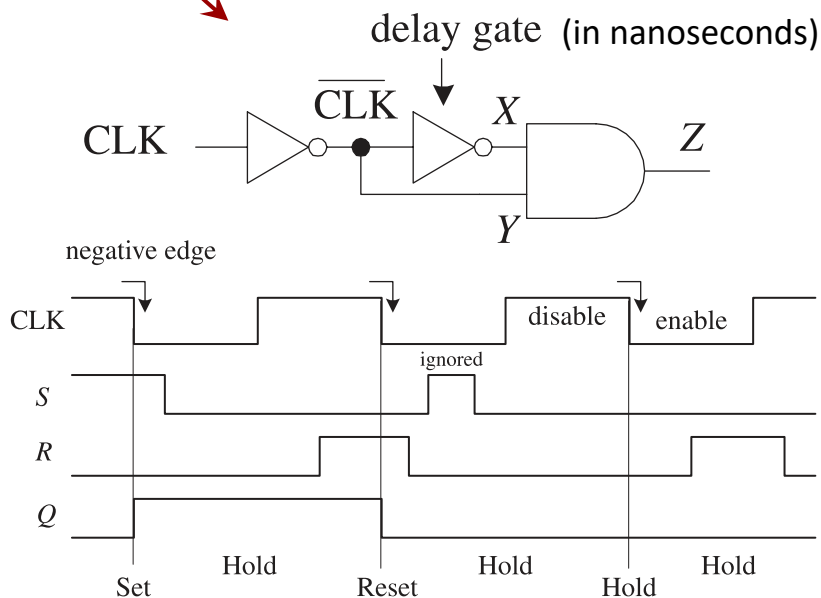 delay gate (in nanoseconds)
CLK
CLK
X
Z
Y
negative edge
CLK
disable
enable
ignored
S
R
Q
Hold
Hold
Hold
Set
Reset
Hold